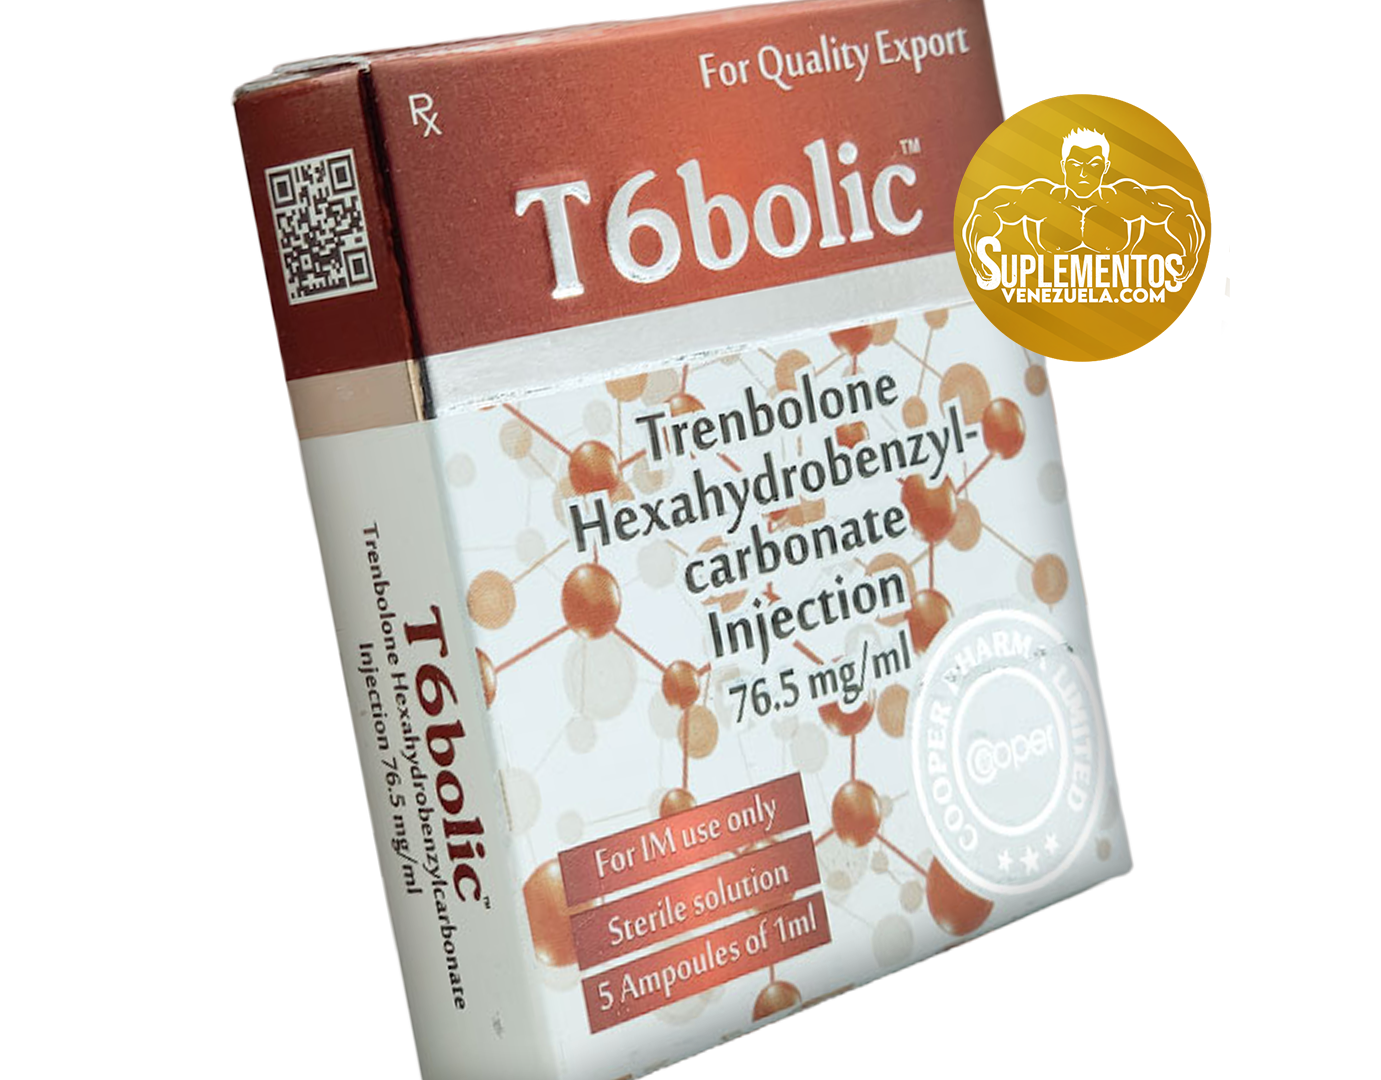 For Quality Export
Rx
T6bolic™
SUPLEMENTOS
VENEZUELA.COM
Trenbolone
Hexahydrobenzyl-
carbonate
Injection
76.5 mg/ml
For IM use only
Sterile solution
5 Ampoules of 1ml
COOPER PHARMA LIMITED
Cooper
T6bolic™
Trenbolone Hexahydrobenzylcarbonate
Injection 76.5 mg/ml